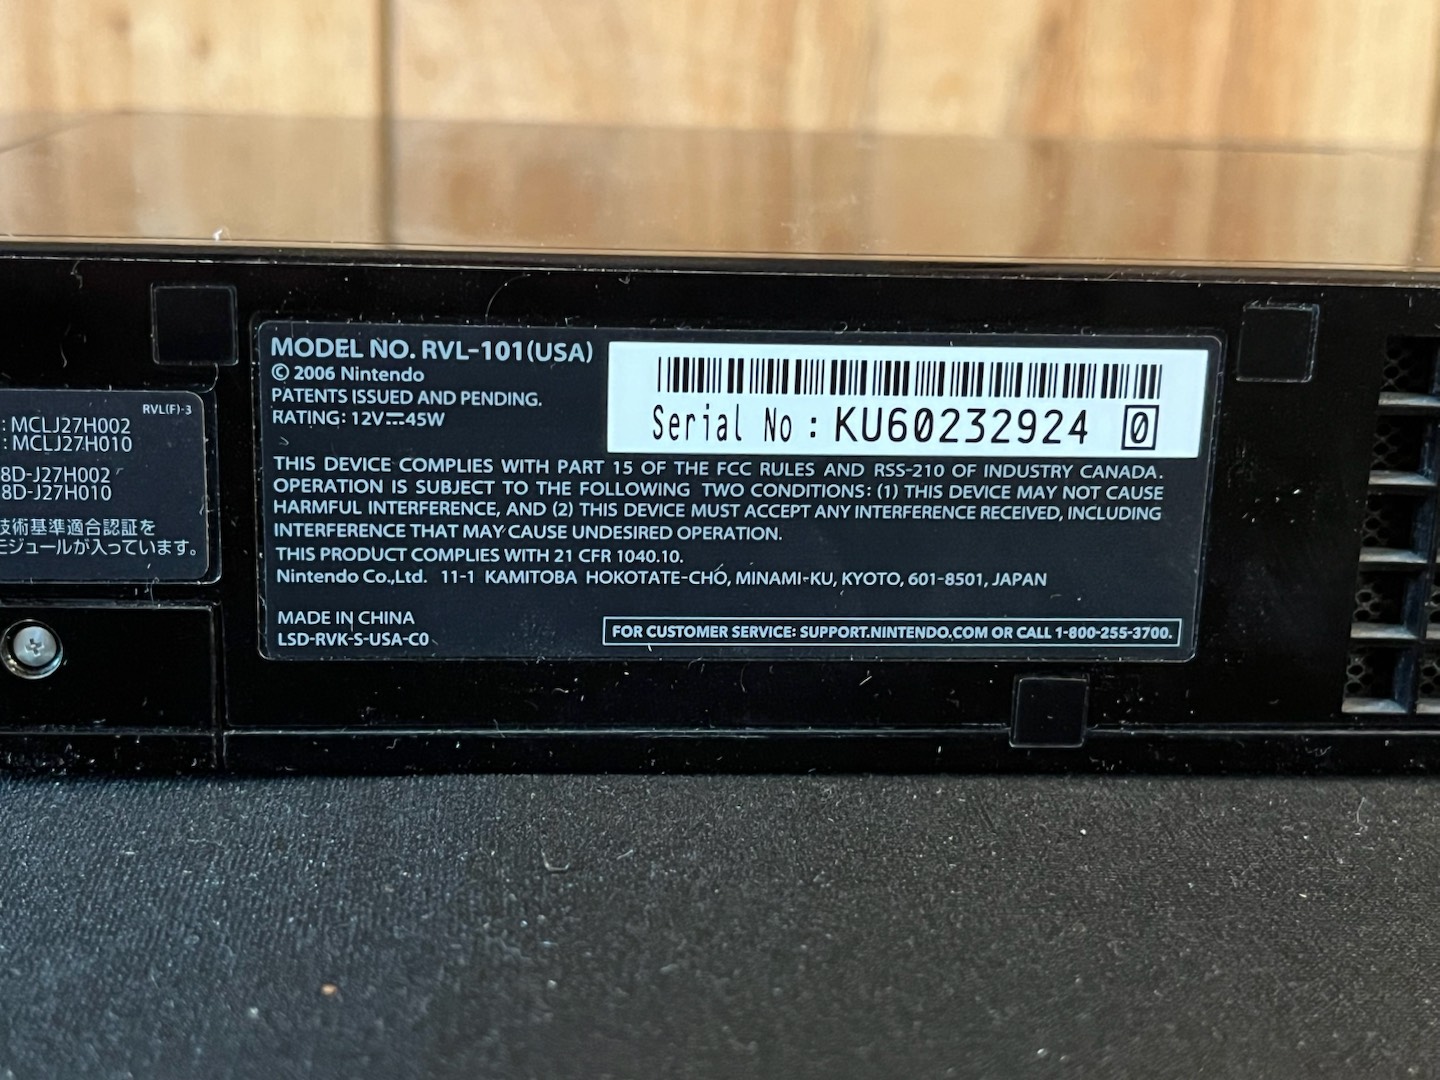 RVL(F)-3
: MCLJ27H002
: MCLJ27H010
8D-J27H002
8D-J27H010
技術基準適合認証を
モジュールが入っています。
MODEL NO. RVL-101(USA)
© 2006 Nintendo
PATENTS ISSUED AND PENDING.
RATING: 12V⎓45W
Serial No : KU60232924 0
THIS DEVICE COMPLIES WITH PART 15 OF THE FCC RULES AND RSS-210 OF INDUSTRY CANADA.
OPERATION IS SUBJECT TO THE FOLLOWING TWO CONDITIONS: (1) THIS DEVICE MAY NOT CAUSE
HARMFUL INTERFERENCE, AND (2) THIS DEVICE MUST ACCEPT ANY INTERFERENCE RECEIVED, INCLUDING
INTERFERENCE THAT MAY CAUSE UNDESIRED OPERATION.
THIS PRODUCT COMPLIES WITH 21 CFR 1040.10.
Nintendo Co.,Ltd. 11-1 KAMITOBA HOKOTATE-CHO, MINAMI-KU, KYOTO, 601-8501, JAPAN
MADE IN CHINA
LSD-RVK-S-USA-C0
FOR CUSTOMER SERVICE: SUPPORT.NINTENDO.COM OR CALL 1-800-255-3700.